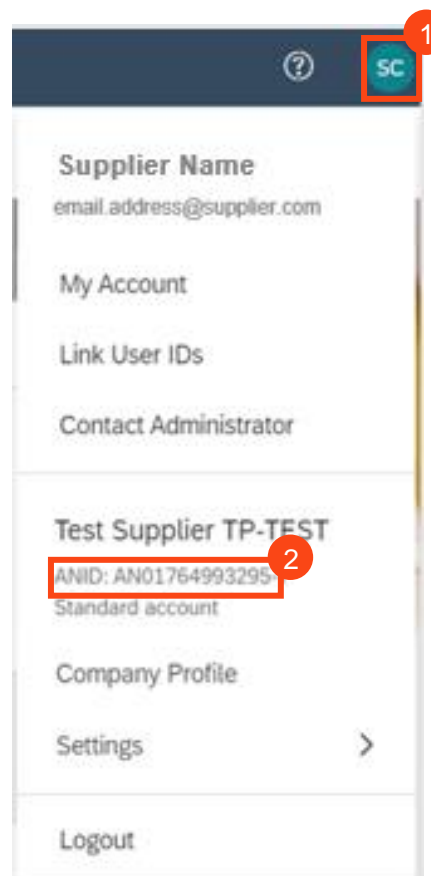 1
SC
Supplier Name
email.address@supplier.com
My Account
Link User IDs
Contact Administrator
Test Supplier TP-TEST
2
ANID: AN01764993295-
Standard account
Company Profile
Settings
Logout